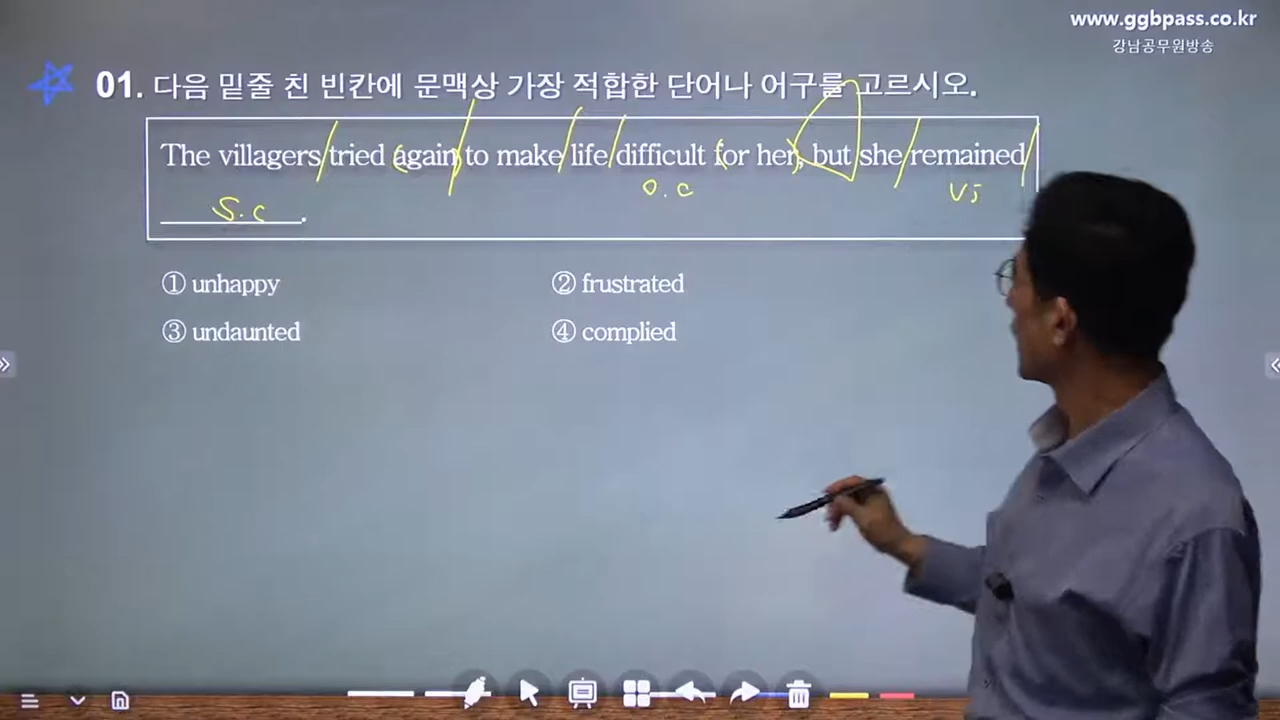 www.ggbpass.co.kr
강남공무원방송
01. 다음 밑줄 친 빈칸에 문맥상 가장 적합한 단어나 어구를 고르시오.
The villagers tried again to make life difficult for her, but she remained
O.C
Vi
S.C
.
① unhappy
② frustrated
③ undaunted
④ complied